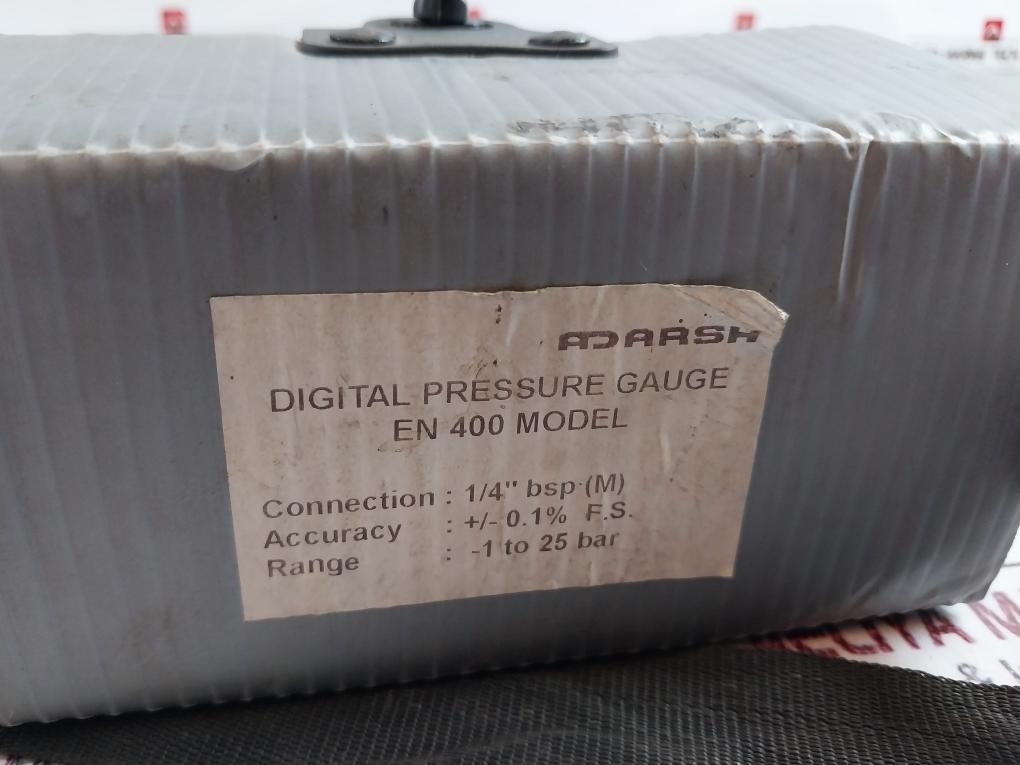 ADARSH
DIGITAL PRESSURE GAUGE
EN 400 MODEL
Connection : 1/4" bsp (M)
Accuracy : +/- 0.1% F.S.
Range : -1 to 25 bar